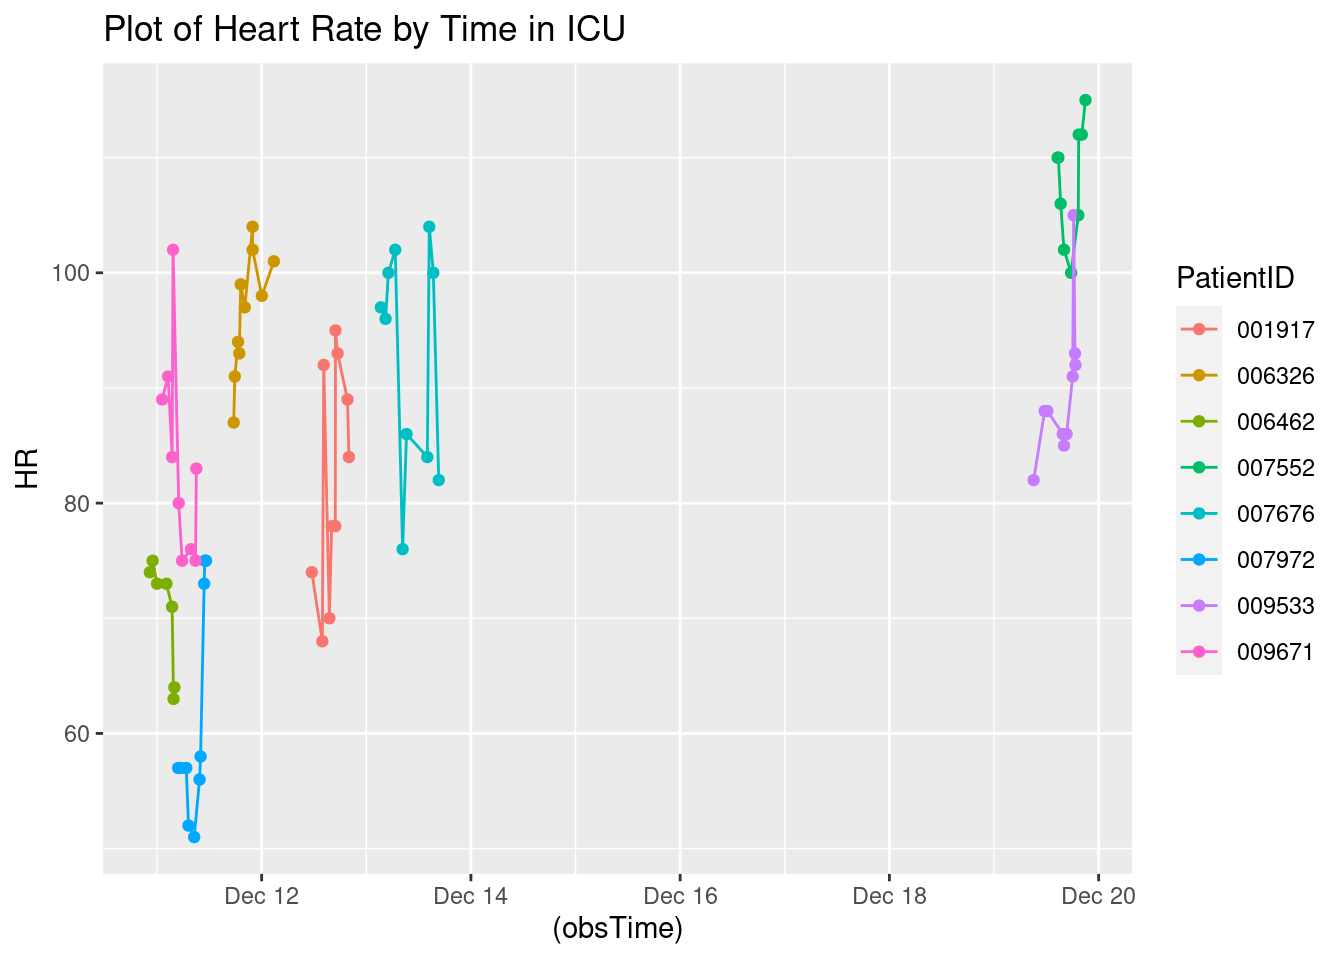 Plot of Heart Rate by Time in ICU
HR
100
80
60
Dec 12
Dec 14
Dec 16
Dec 18
Dec 20
(obsTime)
PatientID
001917
006326
006462
007552
007676
007972
009533
009671